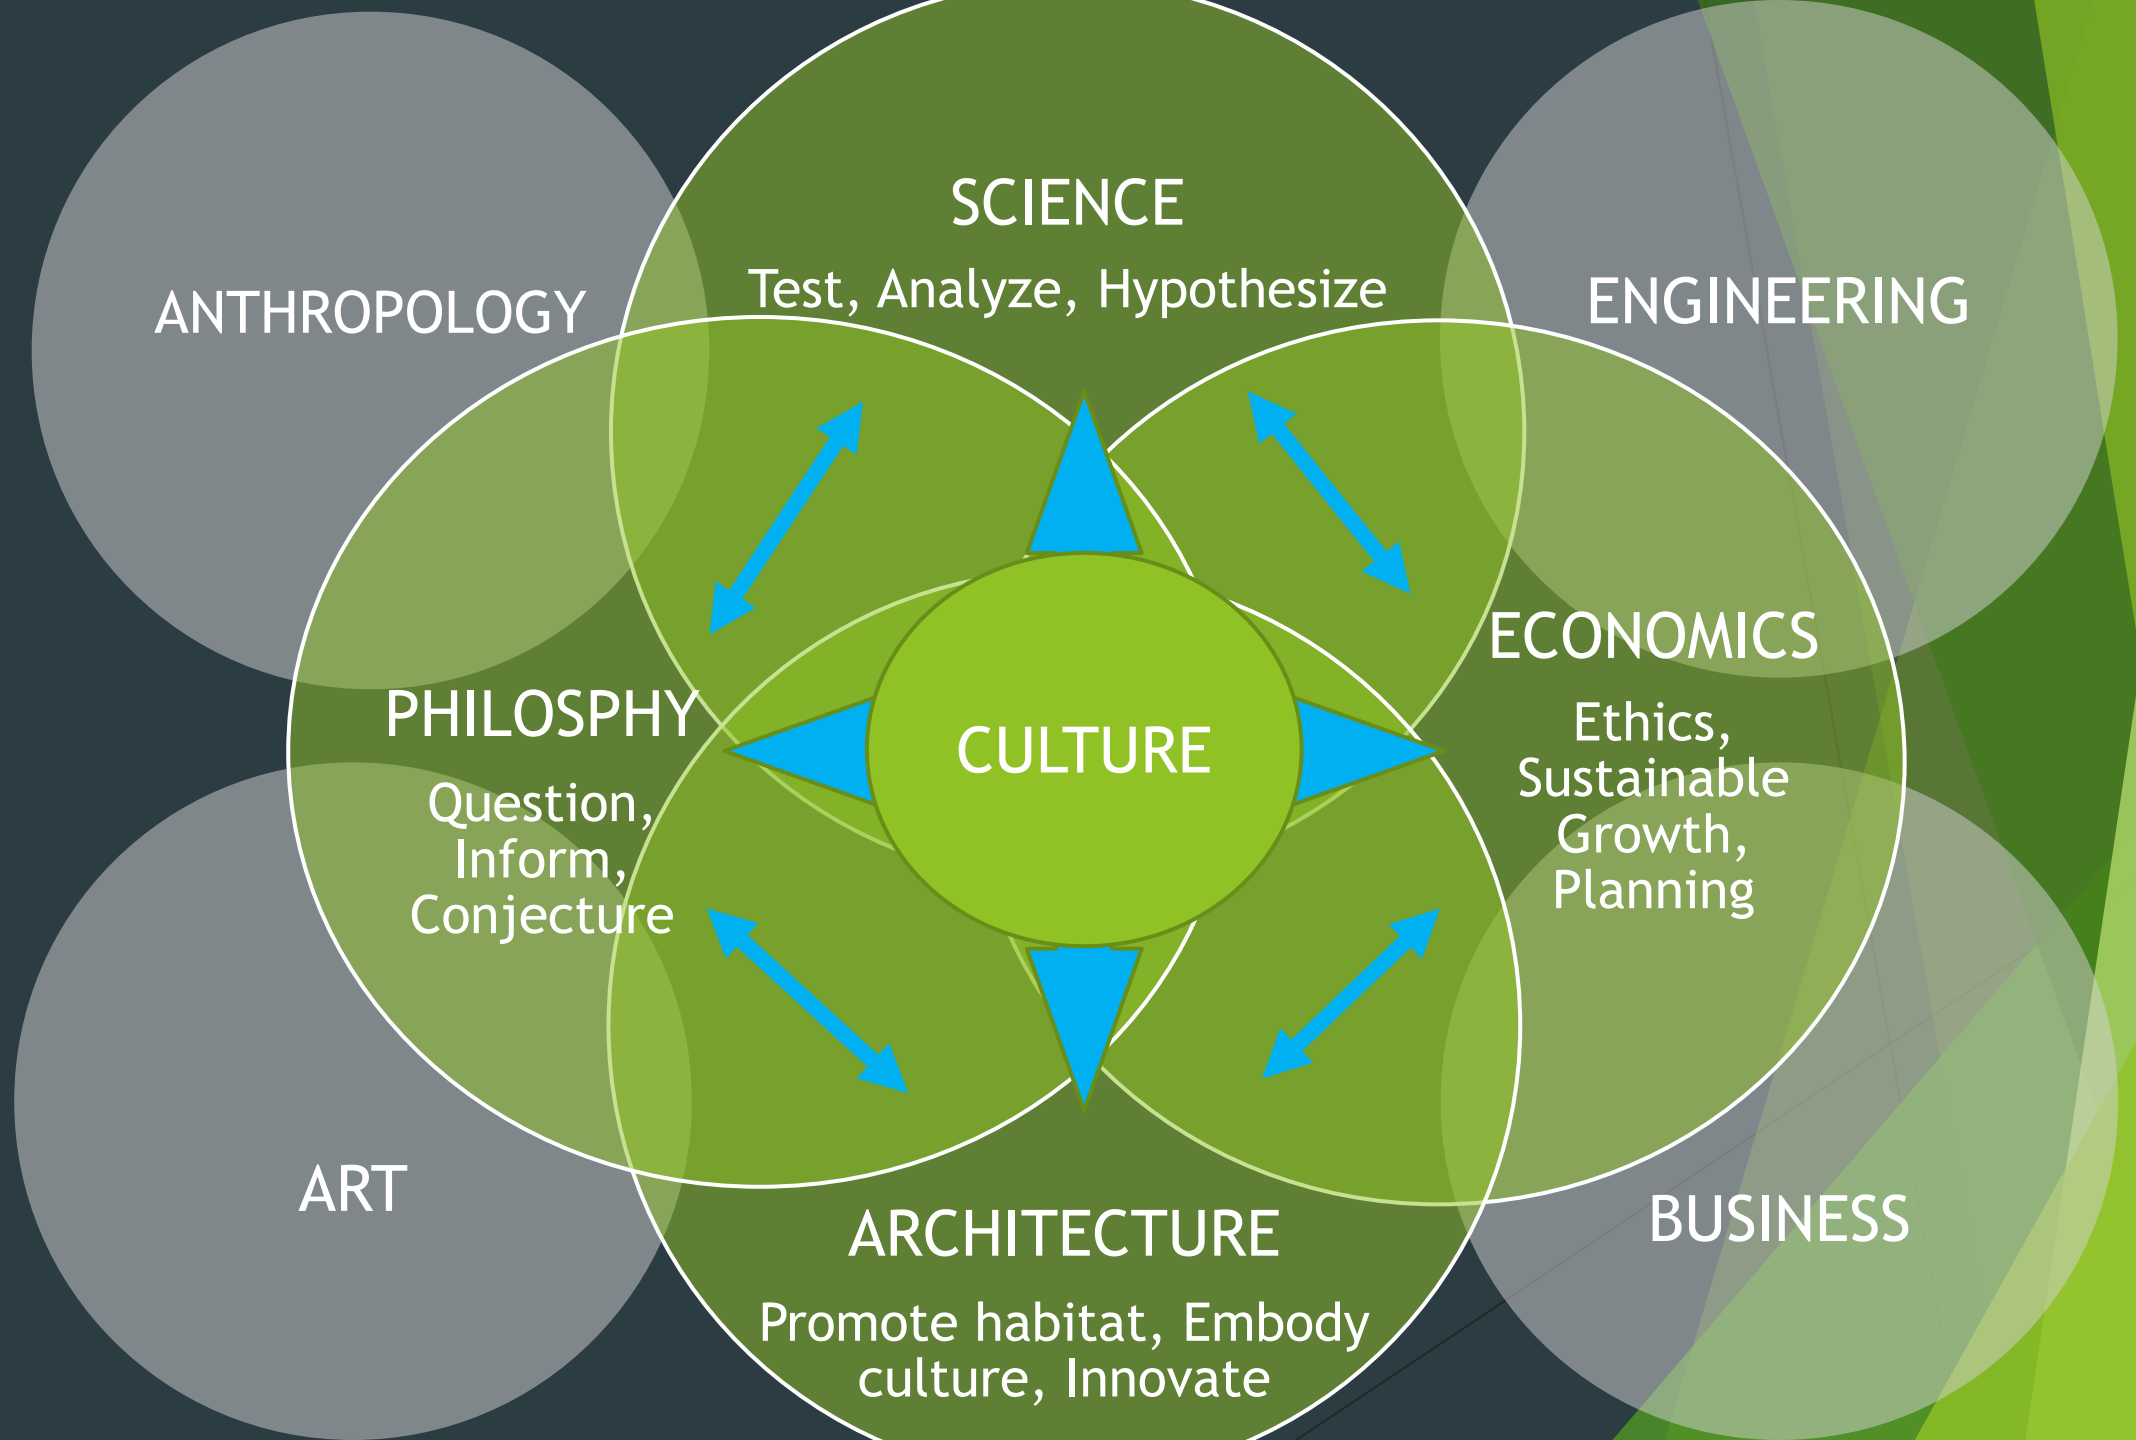 SCIENCE
Test, Analyze, Hypothesize
ANTHROPOLOGY
ENGINEERING
PHILOSPHY
Question,
Inform,
Conjecture
CULTURE
ECONOMICS
Ethics,
Sustainable
Growth,
Planning
ART
ARCHITECTURE
Promote habitat, Embody
culture, Innovate
BUSINESS